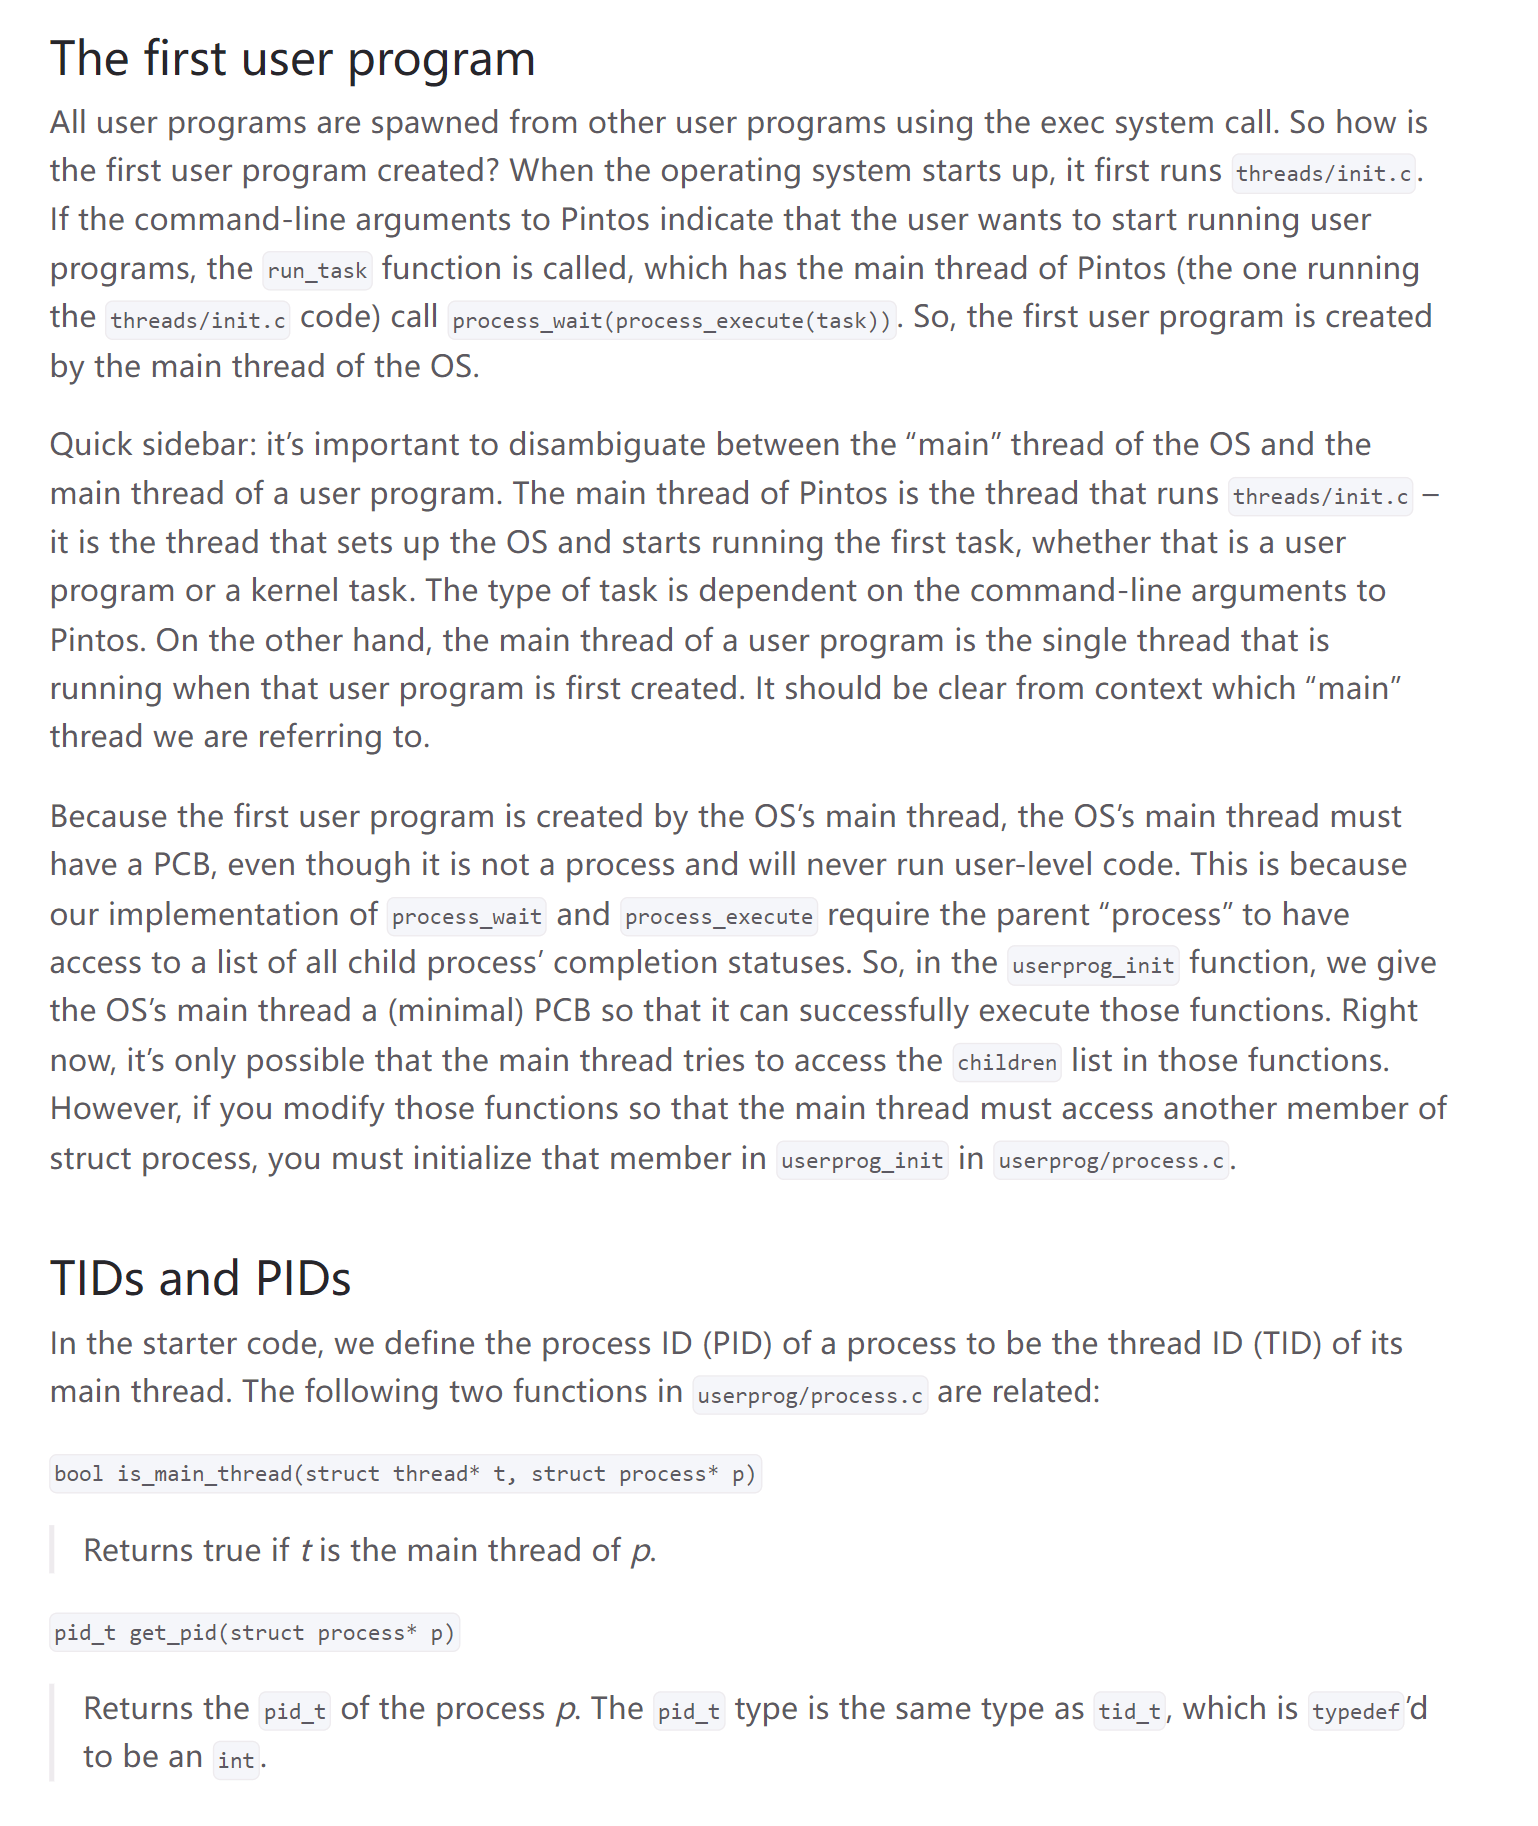 The first user program
All user programs are spawned from other user programs using the exec system call. So how is
the first user program created? When the operating system starts up, it first runs threads/init.c.
If the command-line arguments to Pintos indicate that the user wants to start running user
programs, the run_task function is called, which has the main thread of Pintos (the one running
the threads/init.c code) call process_wait(process_execute(task)). So, the first user program is created
by the main thread of the OS.
Quick sidebar: it’s important to disambiguate between the “main” thread of the OS and the
main thread of a user program. The main thread of Pintos is the thread that runs threads/init.c –
it is the thread that sets up the OS and starts running the first task, whether that is a user
program or a kernel task. The type of task is dependent on the command-line arguments to
Pintos. On the other hand, the main thread of a user program is the single thread that is
running when that user program is first created. It should be clear from context which “main”
thread we are referring to.
Because the first user program is created by the OS’s main thread, the OS’s main thread must
have a PCB, even though it is not a process and will never run user-level code. This is because
our implementation of process_wait and process_execute require the parent “process” to have
access to a list of all child process’ completion statuses. So, in the userprog_init function, we give
the OS’s main thread a (minimal) PCB so that it can successfully execute those functions. Right
now, it’s only possible that the main thread tries to access the children list in those functions.
However, if you modify those functions so that the main thread must access another member of
struct process, you must initialize that member in userprog_init in userprog/process.c.
TIDs and PIDs
In the starter code, we define the process ID (PID) of a process to be the thread ID (TID) of its
main thread. The following two functions in userprog/process.c are related:
bool is_main_thread(struct thread* t, struct process* p)
Returns true if t is the main thread of p.
pid_t get_pid(struct process* p)
Returns the pid_t of the process p. The pid_t type is the same type as tid_t, which is typedef’d
to be an int.